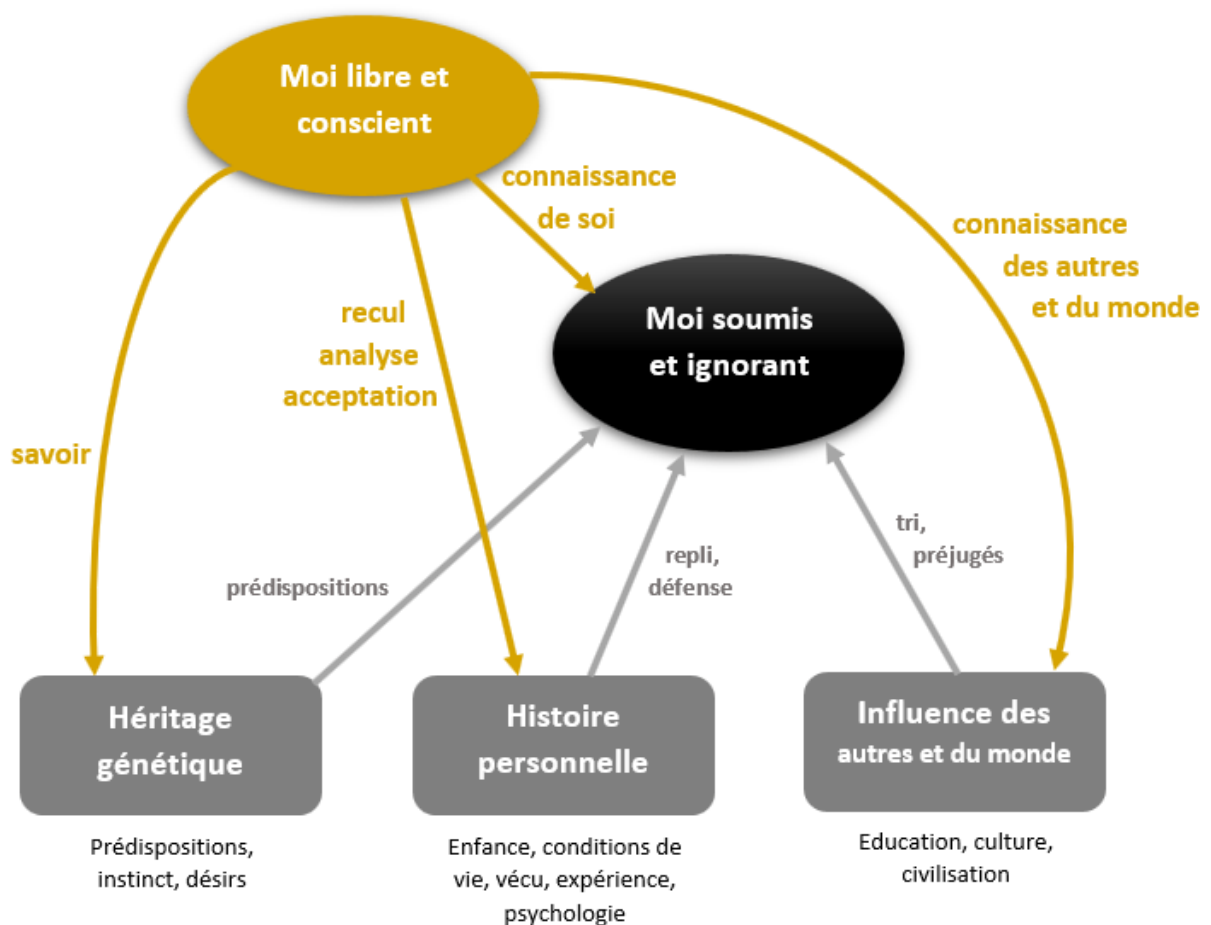 Moi libre et
conscient
connaissance
de soi
connaissance
des autres
et du monde
Moi soumis
et ignorant
recul
analyse
acceptation
savoir
tri,
préjugés
repli,
défense
prédispositions
Héritage
génétique
Histoire
personnelle
Influence des
autres et du monde
Prédispositions,
instinct, désirs
Enfance, conditions de
vie, vécu, expérience,
psychologie
Education, culture,
civilisation